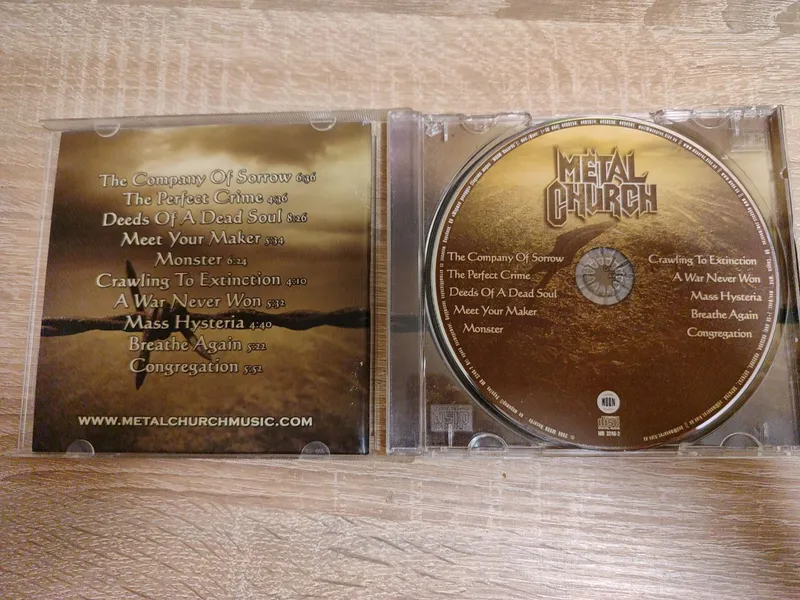 The Company Of Sorrow 6:36
The Perfect Crime 4:36
Deeds Of A Dead Soul 8:26
Meet Your Maker 5:34
Monster 6:24
Crawling To Extinction 4:10
A War Never Won 5:32
Mass Hysteria 4:40
Breathe Again 5:22
Congregation 5:52
WWW.METALCHURCHMUSIC.COM
METAL
CHURCH
The Company Of Sorrow
The Perfect Crime
Deeds Of A Dead Soul
Meet Your Maker
Monster
Crawling To Extinction
A War Never Won
Mass Hysteria
Breathe Again
Congregation
MOON